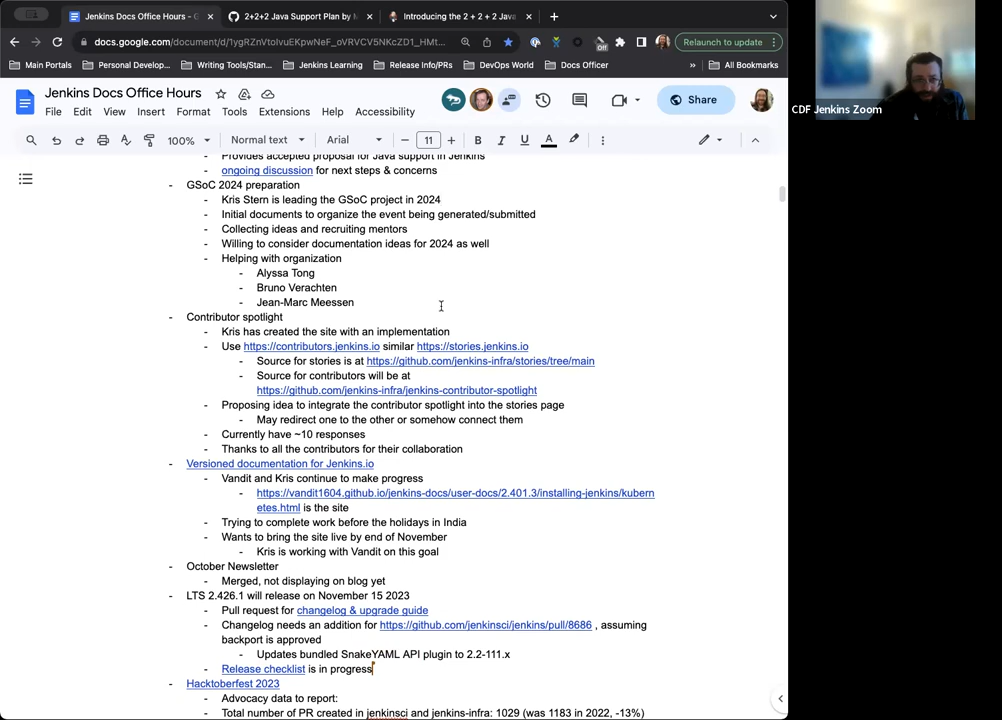 Jenkins Docs Office Hours - G
2+2+2 Java Support Plan by M
Introducing the 2 + 2 + 2 Java
docs.google.com/document/d/1ygRZnVtoIvuEKpwNeF_oVRVCV5NKcZD1_HMt...
Off
Relaunch to update
Main Portals
Personal Develop...
Writing Tools/Stan...
Jenkins Learning
Release Info/PRs
DevOps World
Docs Officer
All Bookmarks
Jenkins Docs Office Hours
File Edit View Insert Format Tools Extensions Help Accessibility
Share
100% Normal text Arial 11 B I U A
CDF Jenkins Zoom
- Provides accepted proposal for Java support in Jenkins
- ongoing discussion for next steps & concerns
- GSoC 2024 preparation
- Kris Stern is leading the GSoC project in 2024
- Initial documents to organize the event being generated/submitted
- Collecting ideas and recruiting mentors
- Willing to consider documentation ideas for 2024 as well
- Helping with organization
- Alyssa Tong
- Bruno Verachten
- Jean-Marc Meessen
- Contributor spotlight
- Kris has created the site with an implementation
- Use https://contributors.jenkins.io similar https://stories.jenkins.io
- Source for stories is at https://github.com/jenkins-infra/stories/tree/main
- Source for contributors will be at
https://github.com/jenkins-infra/jenkins-contributor-spotlight
- Proposing idea to integrate the contributor spotlight into the stories page
- May redirect one to the other or somehow connect them
- Currently have ~10 responses
- Thanks to all the contributors for their collaboration
- Versioned documentation for Jenkins.io
- Vandit and Kris continue to make progress
- https://vandit1604.github.io/jenkins-docs/user-docs/2.401.3/installing-jenkins/kubern
etes.html is the site
- Trying to complete work before the holidays in India
- Wants to bring the site live by end of November
- Kris is working with Vandit on this goal
- October Newsletter
- Merged, not displaying on blog yet
- LTS 2.426.1 will release on November 15 2023
- Pull request for changelog & upgrade guide
- Changelog needs an addition for https://github.com/jenkinsci/jenkins/pull/8686 , assuming
backport is approved
- Updates bundled SnakeYAML API plugin to 2.2-111.x
- Release checklist is in progress
- Hacktoberfest 2023
- Advocacy data to report:
- Total number of PR created in jenkinsci and jenkins-infra: 1029 (was 1183 in 2022, -13%)